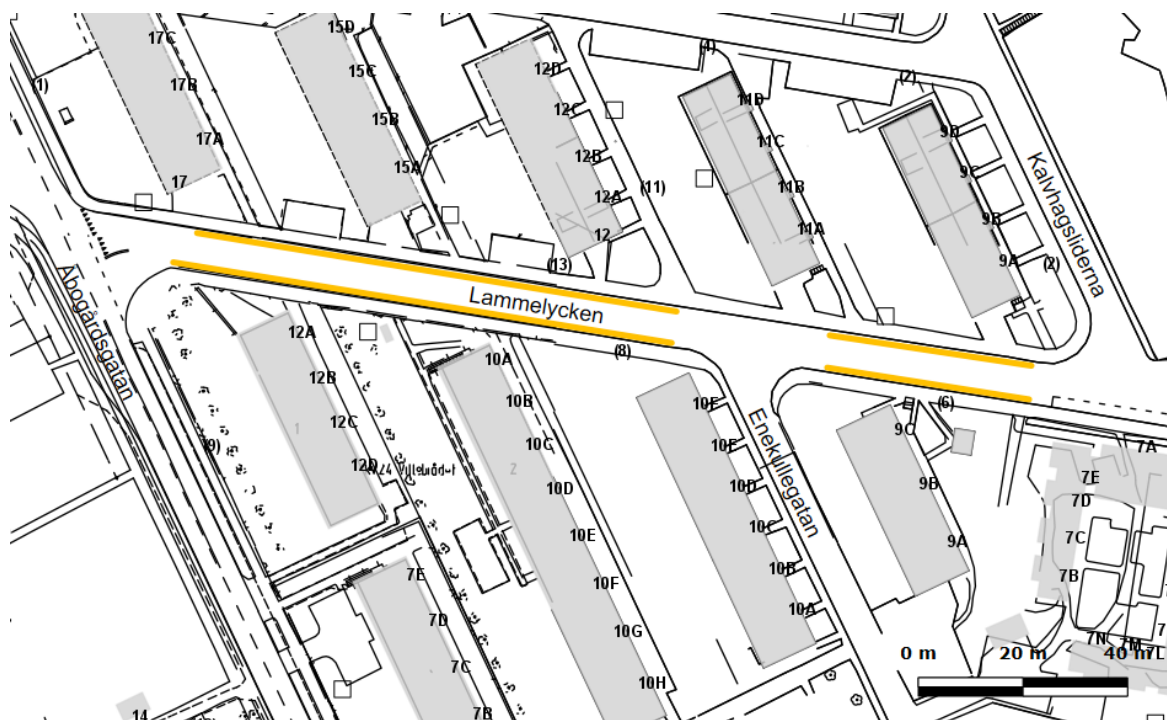 15D
17C
12D
15C
(4)
(2)
17B
11D
12C
15B
9D
11C
17A
12B
15A
9C
17
(11)
11B
12A
9B
11A
12
9A
(2)
(13)
Kalvhagsliderna
Åbogårdsgatan
Lammelycken
12A
(8)
10A
12B
10B
10F
(6)
12C
9C
Enekullegatan
(9)
10C
10E
7A
12D
7E
2
1
10D
10D
9B
7D
10E
10C
9A
7C
7E
10B
7B
10F
10A
7D
10G
7N
7M
7L
7C
10H
0 m
20 m
40 m
14
7B